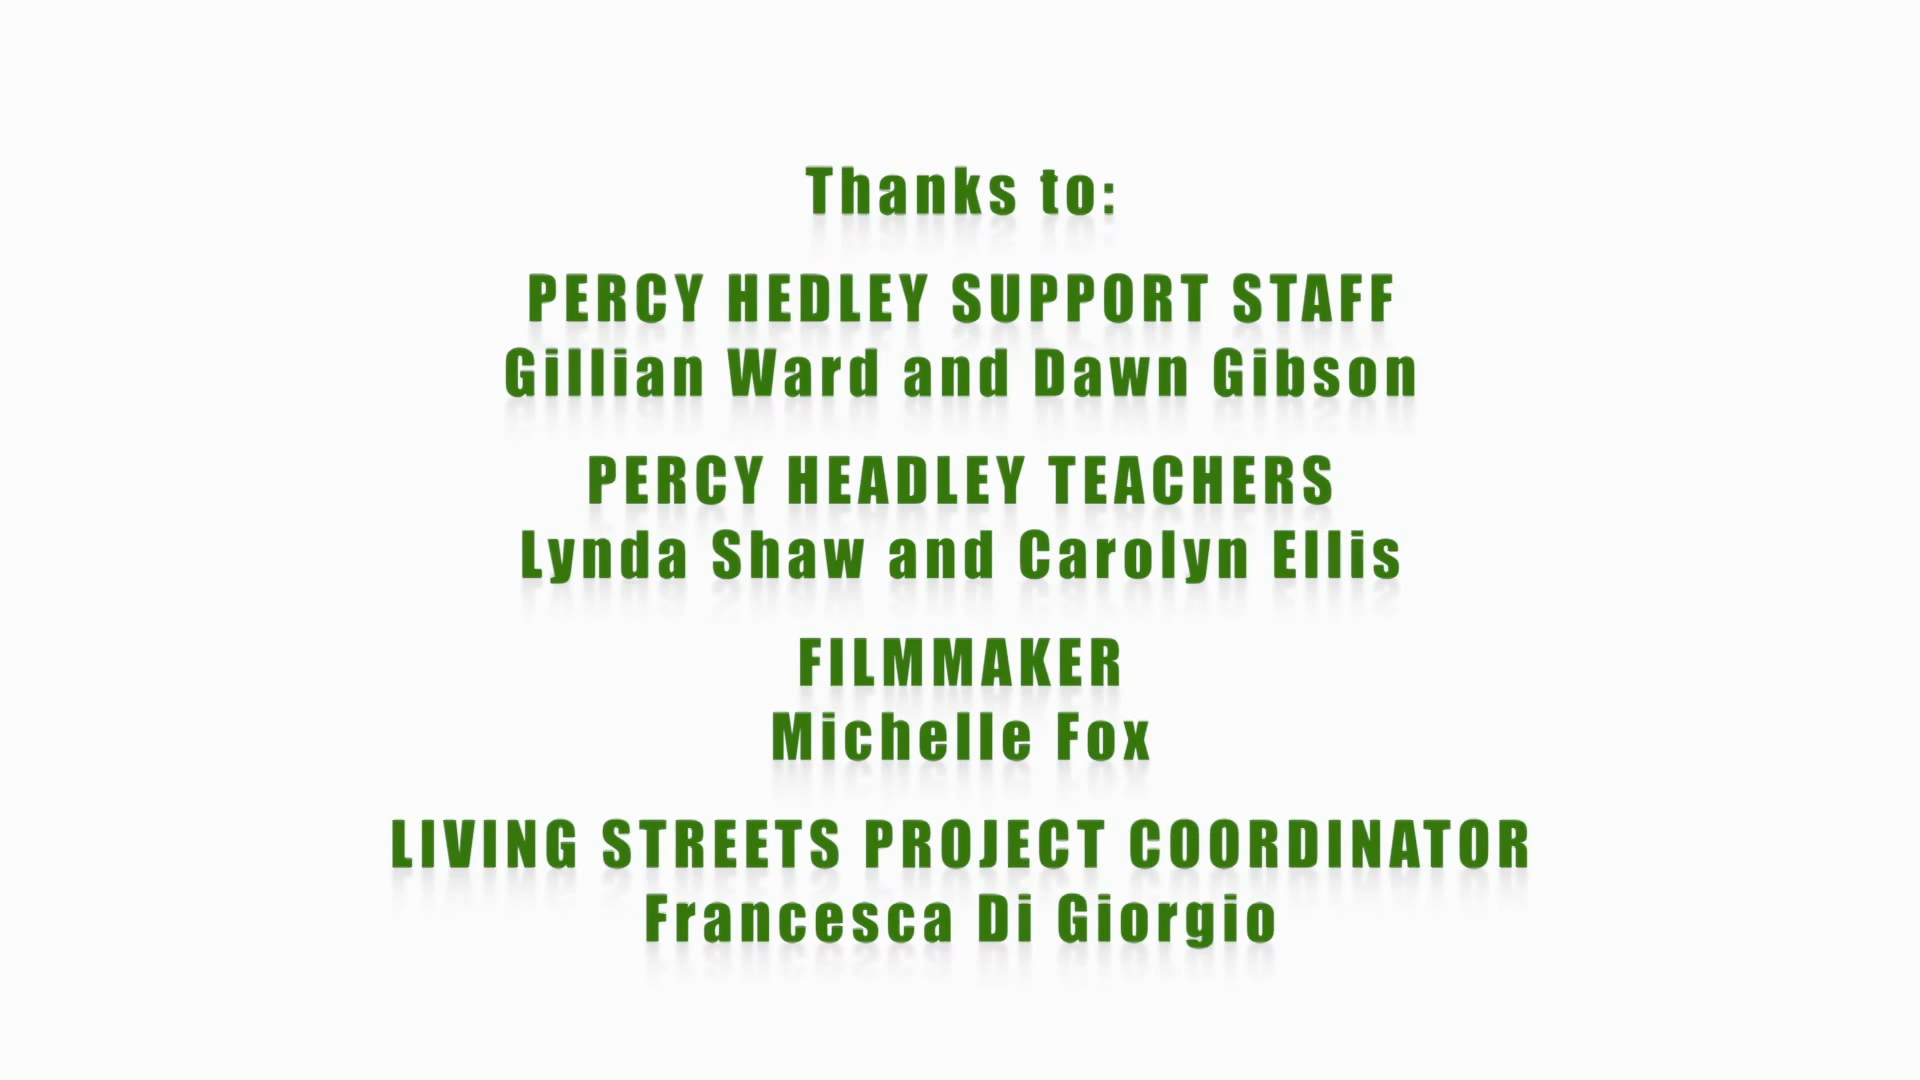 Thanks to:
PERCY HEDLEY SUPPORT STAFF
Gillian Ward and Dawn Gibson
PERCY HEADLEY TEACHERS
Lynda Shaw and Carolyn Ellis
FILMMAKER
Michelle Fox
LIVING STREETS PROJECT COORDINATOR
Francesca Di Giorgio